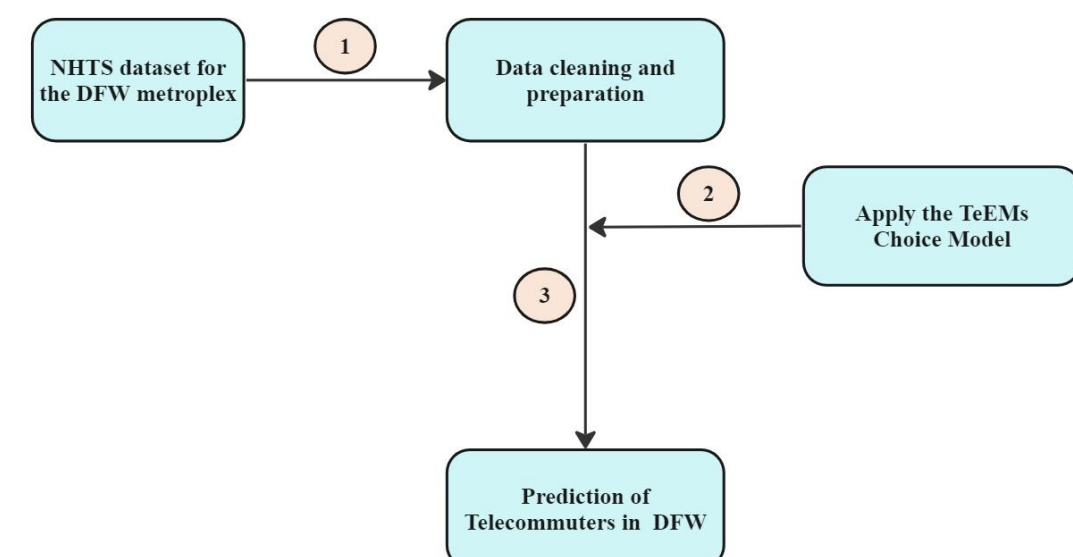 NHTS dataset for
the DFW metroplex
1
Data cleaning and
preparation
2
Apply the TeEMs
Choice Model
3
Prediction of
Telecommuters in DFW